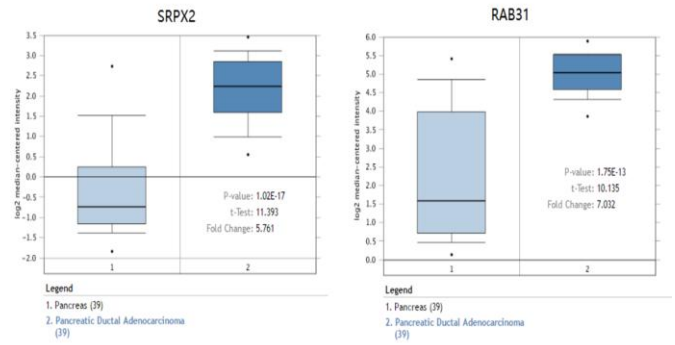 SRPX2
log2 median-centered intensity
3.5
3.0
2.5
2.0
1.5
1.0
0.5
0.0
-0.5
-1.0
-1.5
-2.0
P-value: 1.02E-17
t-Test: 11.393
Fold Change: 5.761
1 2
Legend
1. Pancreas (39)
2. Pancreatic Ductal Adenocarcinoma
(39)
RAB31
log2 median-centered intensity
6.0
5.5
5.0
4.5
4.0
3.5
3.0
2.5
2.0
1.5
1.0
0.5
0.0
P-value: 1.75E-13
t-Test: 10.135
Fold Change: 7.032
1 2
Legend
1. Pancreas (39)
2. Pancreatic Ductal Adenocarcinoma
(39)